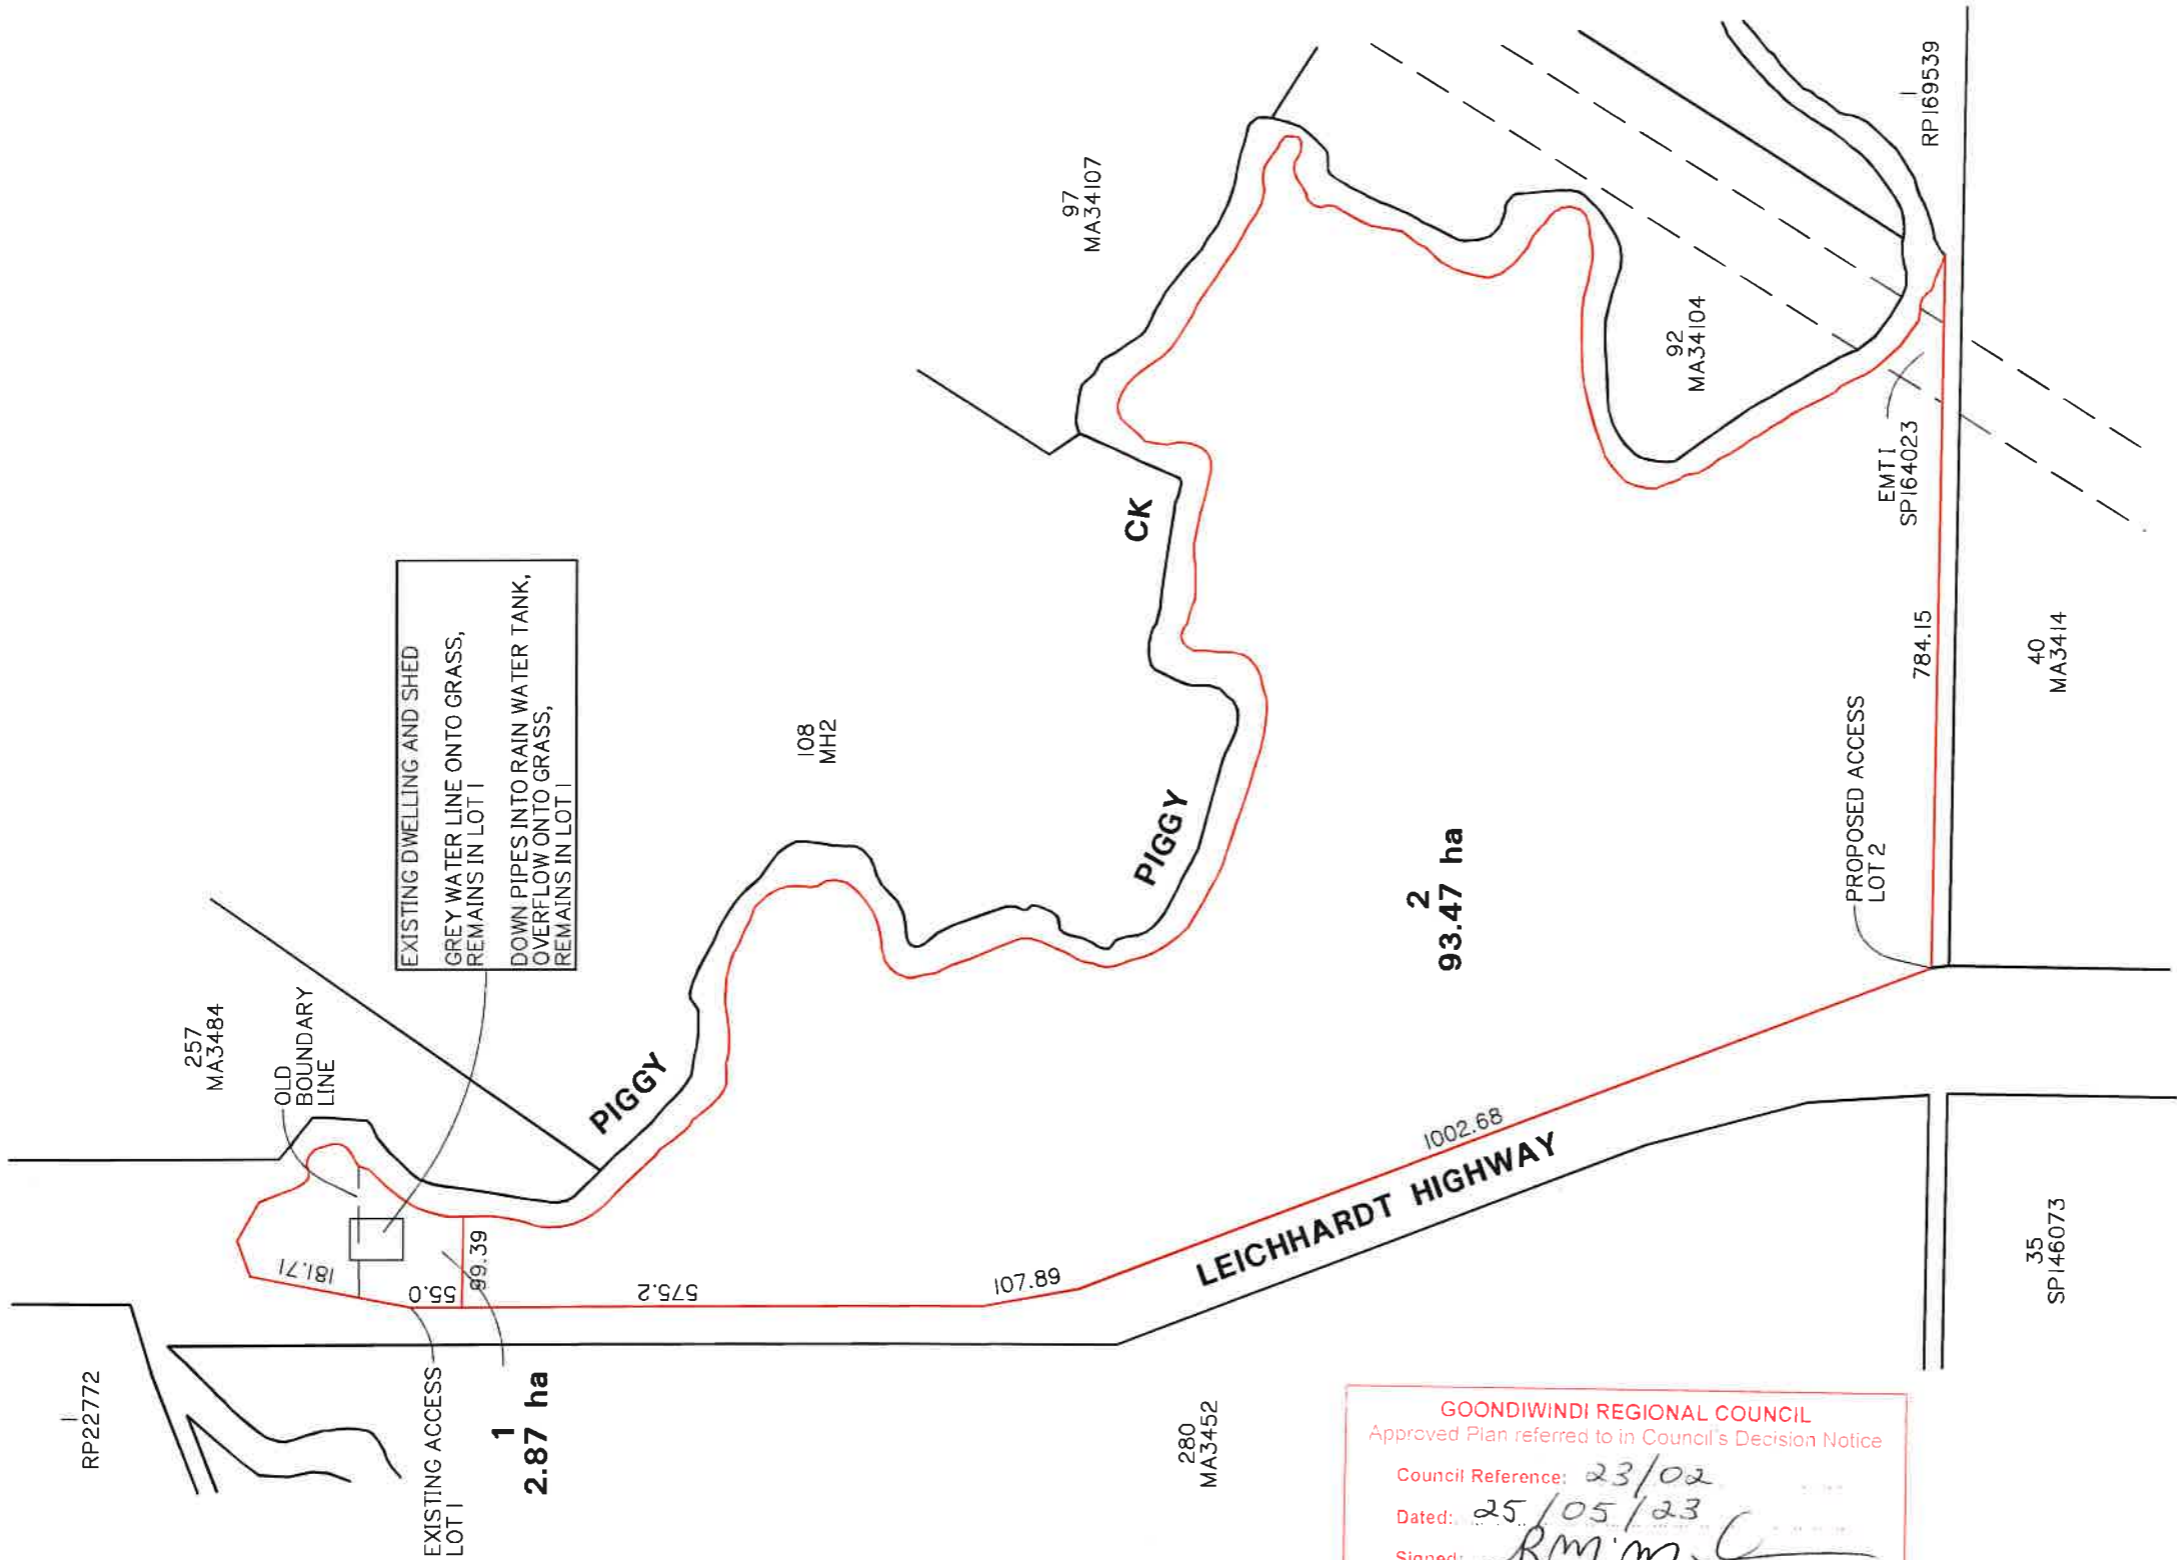 1
RP22772
257
MA3484
OLD
BOUNDARY
LINE
EXISTING DWELLING AND SHED
GREY WATER LINE ONTO GRASS,
REMAINS IN LOT 1
DOWN PIPES INTO RAIN WATER TANK,
OVERFLOW ONTO GRASS,
REMAINS IN LOT 1
181.71
55.0
99.39
575.2
107.89
1002.68
EXISTING ACCESS
LOT 1
1
2.87 ha
PIGGY
108
MH2
PIGGY
CK
97
MA34107
92
MA34104
1
RP169539
EMT1
SP164023
2
93.47 ha
784.15
40
MA3414
PROPOSED ACCESS
LOT 2
LEICHHARDT HIGHWAY
280
MA3452
35
SP146073
GOONDIWINDI REGIONAL COUNCIL
Approved Plan referred to in Council's Decision Notice
Council Reference: 23/02
Dated: 25/05/23
Signed: